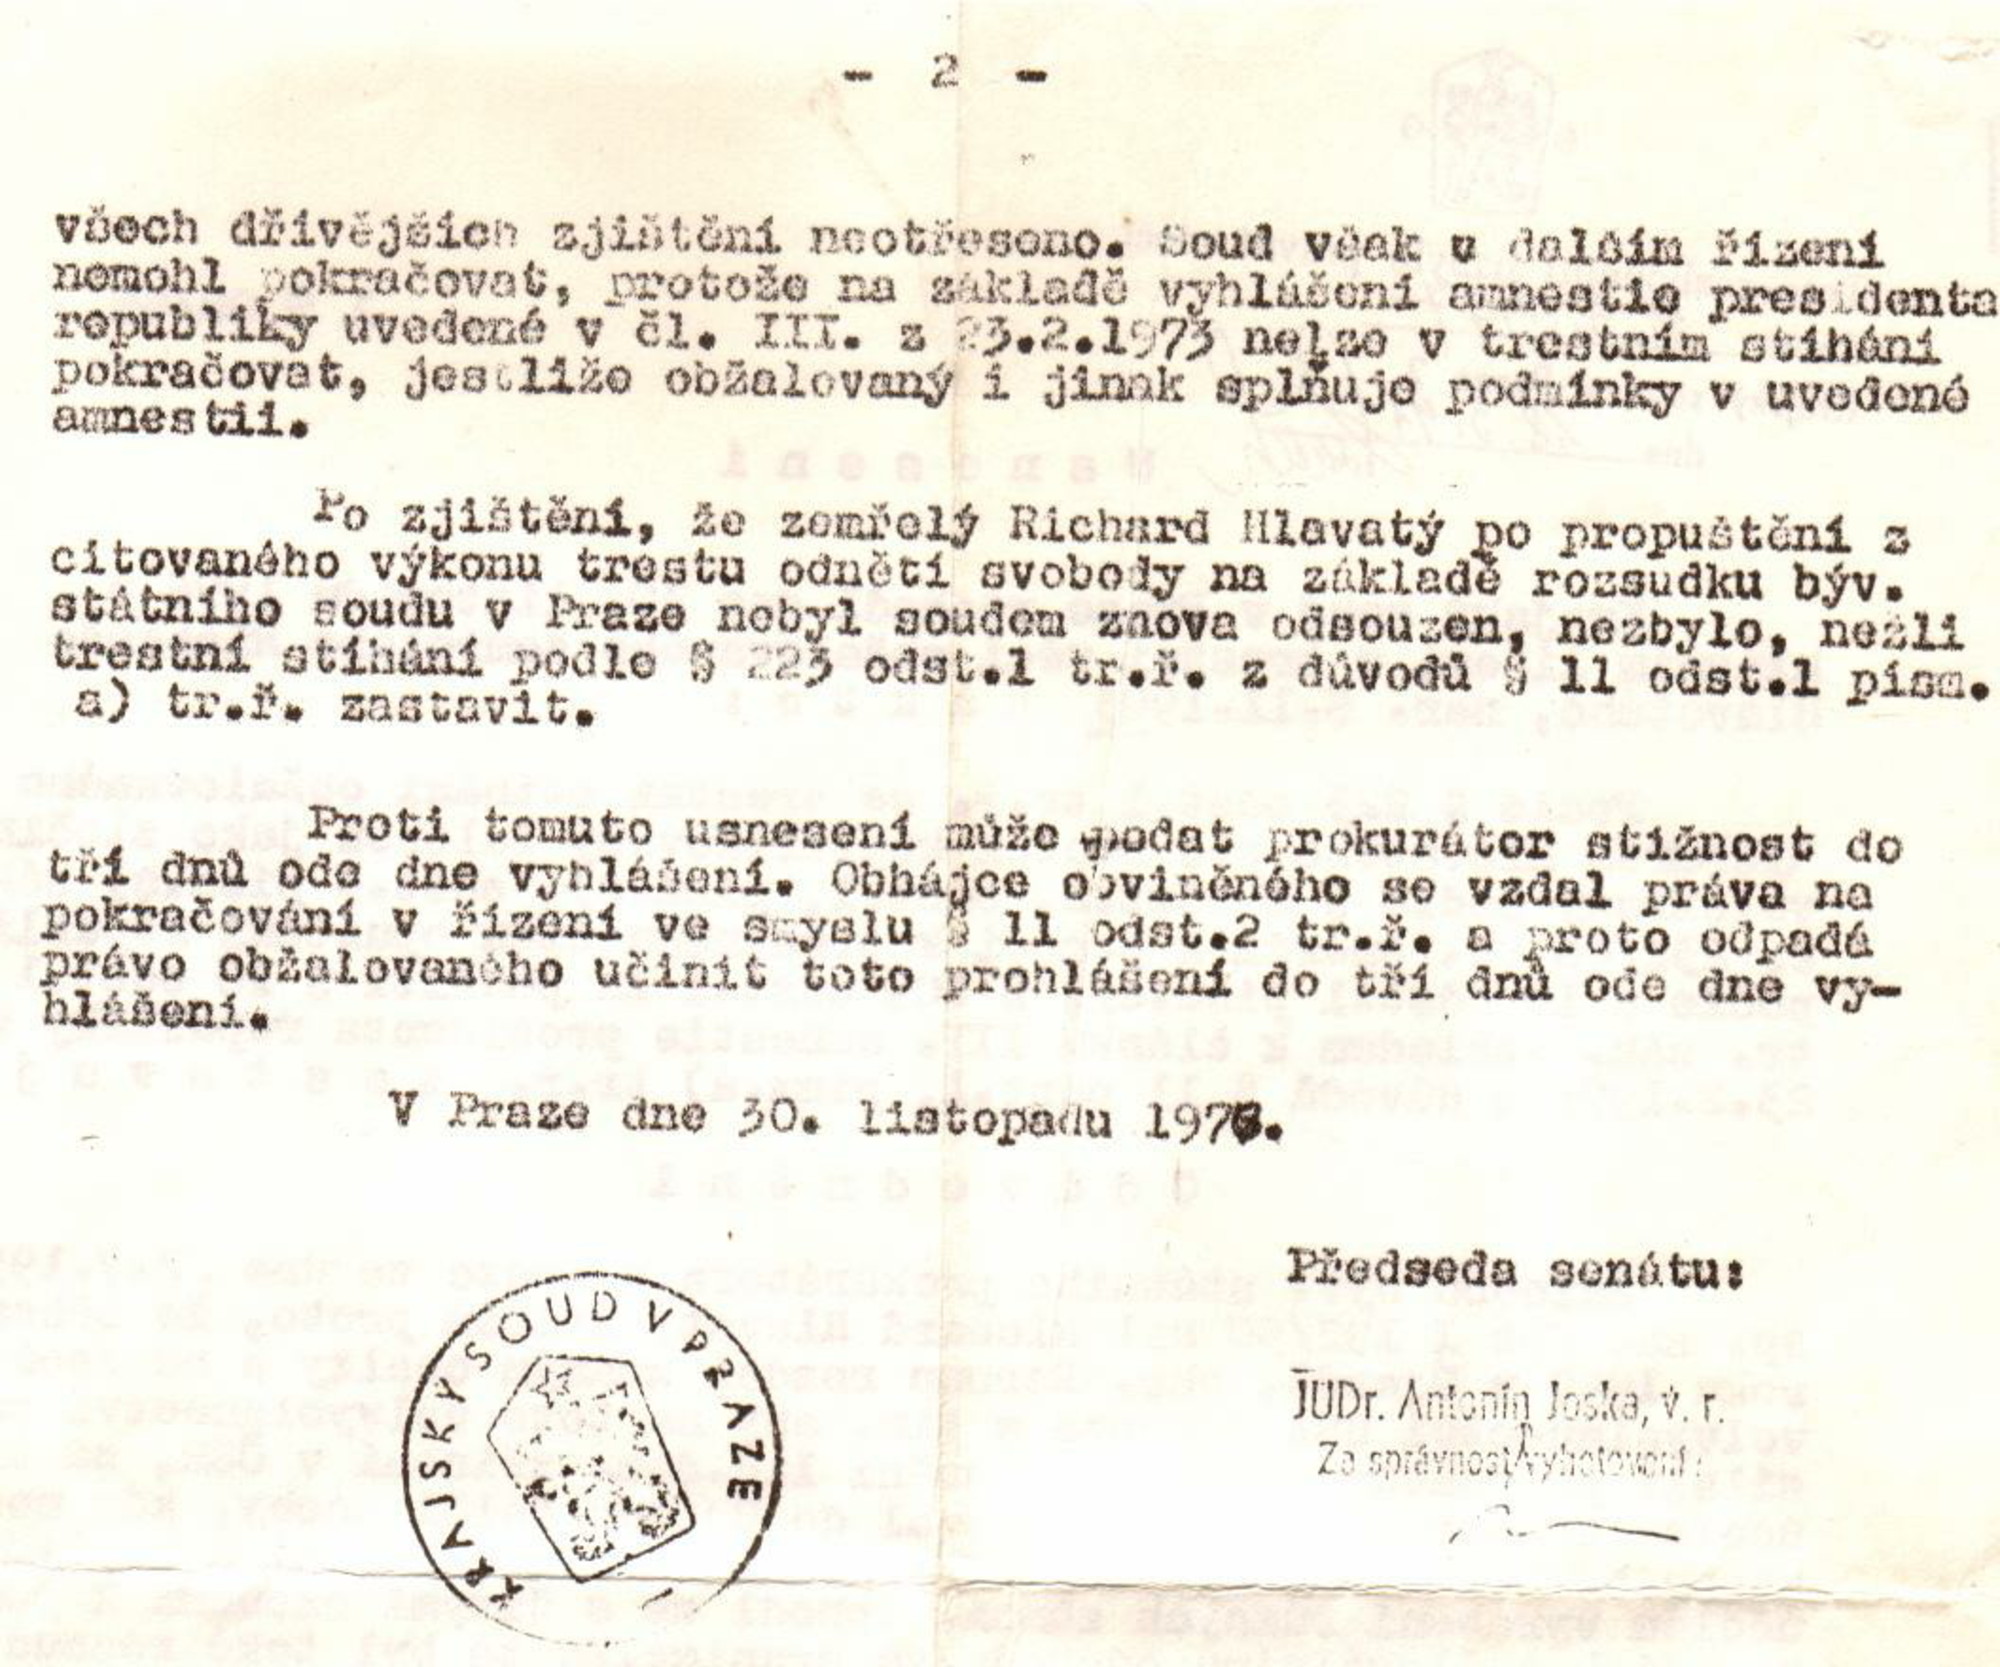 - 2 -
všech dřívějších zjištění neotřeseno. Soud však v dalším řízení
nemohl pokračovat, protože na základě vyhlášení amnestie presidenta
republiky uvedené v čl. III. z 23.2.1973 nelze v trestním stíhání
pokračovat, jestliže obžalovaný i jinak splňuje podmínky v uvedené
amnestii.
Po zjištění, že zemřelý Richard Hlavatý po propuštění z
citovaného výkonu trestu odnětí svobody na základě rozsudku býv.
státního soudu v Praze nebyl soudem znova odsouzen, nezbylo, nežli
trestní stíhání podle § 223 odst.1 tr.ř. z důvodů § 11 odst.1 písm.
a) tr.ř. zastavit.
Proti tomuto usnesení může podat prokurátor stížnost do
tří dnů ode dne vyhlášení. Obhájce obviněného se vzdal práva na
pokračování v řízení ve smyslu § 11 odst.2 tr.ř. a proto odpadá
právo obžalovaného učinit toto prohlášení do tří dnů ode dne vy-
hlášení.
V Praze dne 30. listopadu
Předseda senátu:
KRAJSKÝ SOUD V PRAZE
JUDr. Antonín Joska, v. r.
Za správnost vyhotovení: